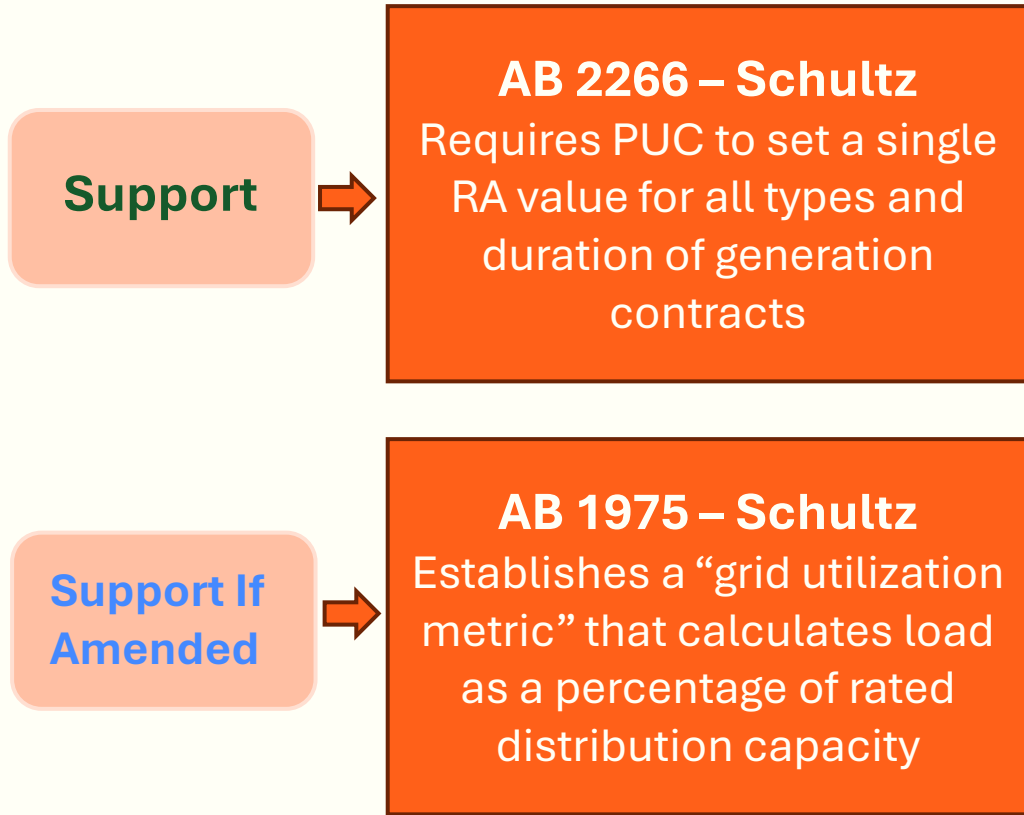 Support
AB 2266 – Schultz
Requires PUC to set a single
RA value for all types and
duration of generation
contracts
Support If
Amended
AB 1975 – Schultz
Establishes a “grid utilization
metric” that calculates load
as a percentage of rated
distribution capacity